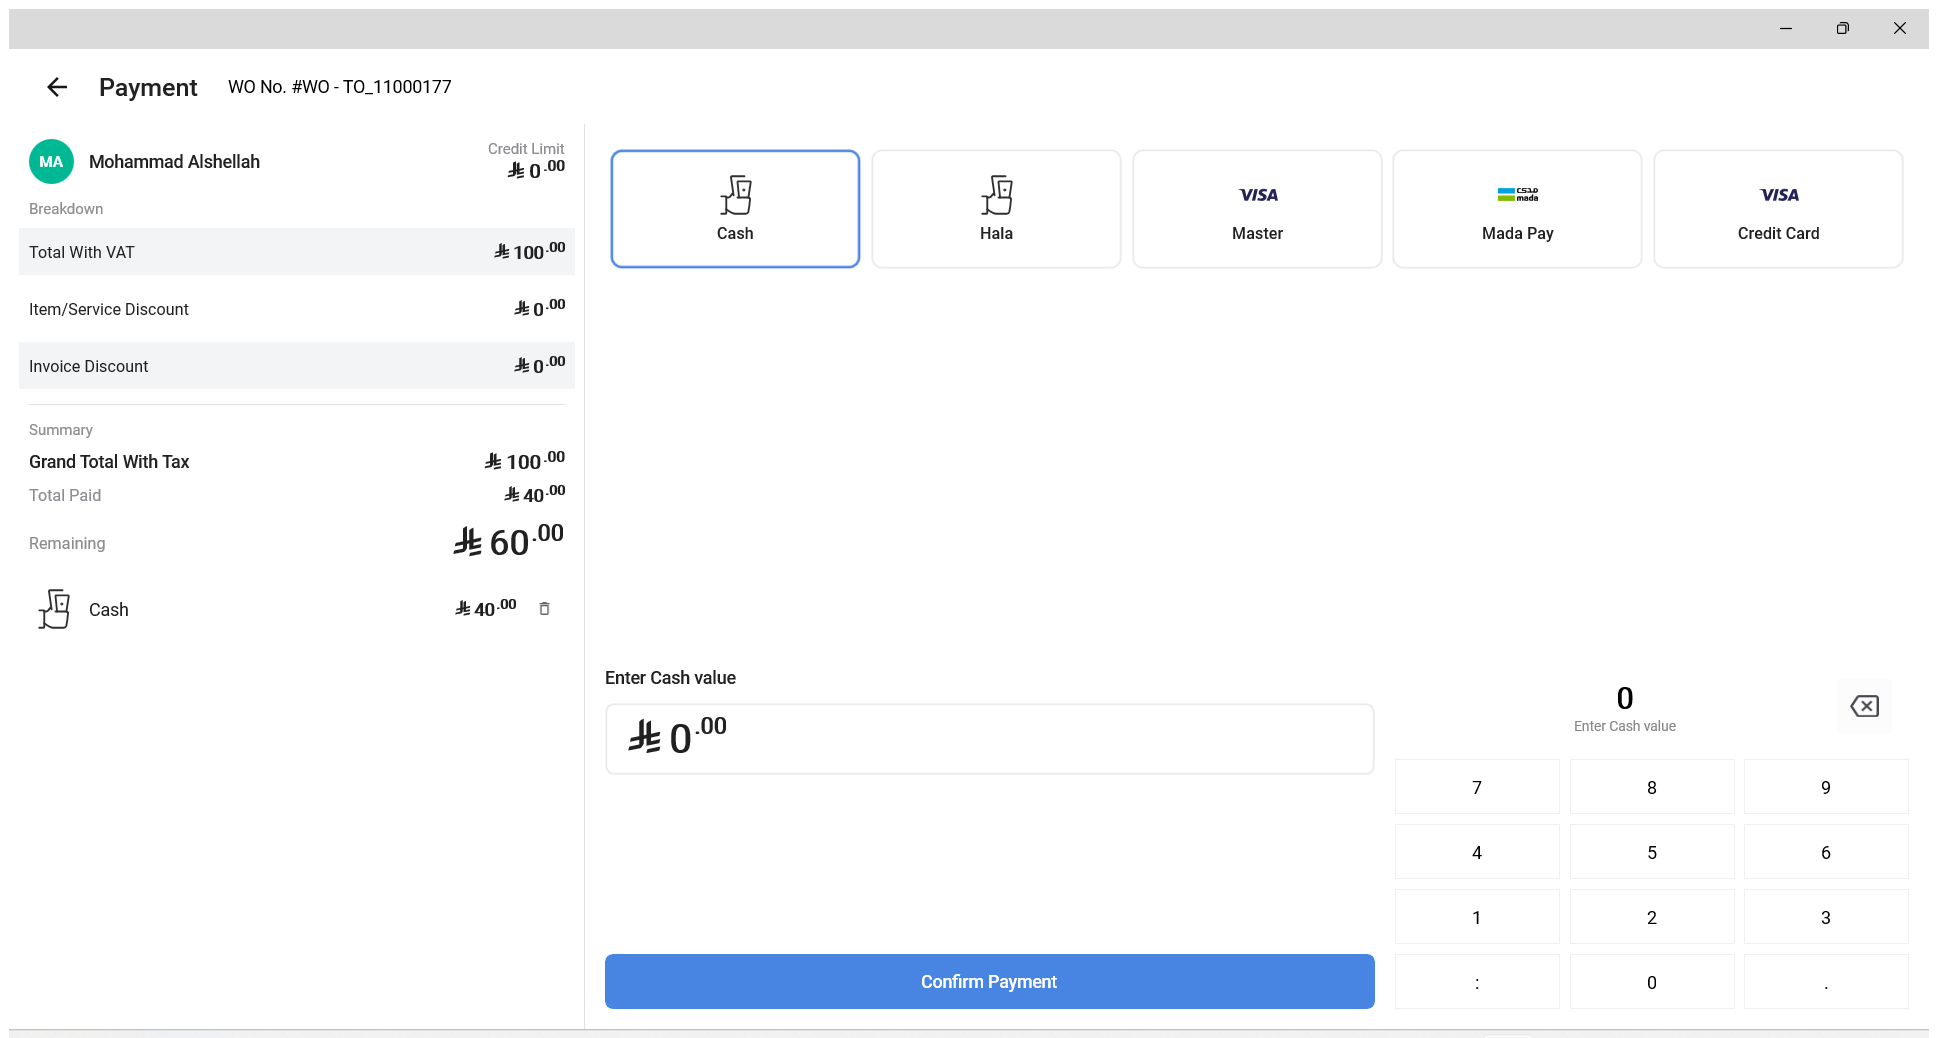 Payment WO No. #WO - TO_11000177
MA Mohammad Alshellah
Credit Limit
⃁ 0.00
Breakdown
Total With VAT ⃁ 100.00
Item/Service Discount ⃁ 0.00
Invoice Discount ⃁ 0.00
Summary
Grand Total With Tax ⃁ 100.00
Total Paid ⃁ 40.00
Remaining ⃁ 60.00
Cash ⃁ 40.00
Cash
Hala
VISA
Master
مدى
mada
Mada Pay
VISA
Credit Card
Enter Cash value
⃁ 0.00
Confirm Payment
0
Enter Cash value
7 8 9
4 5 6
1 2 3
: 0 .